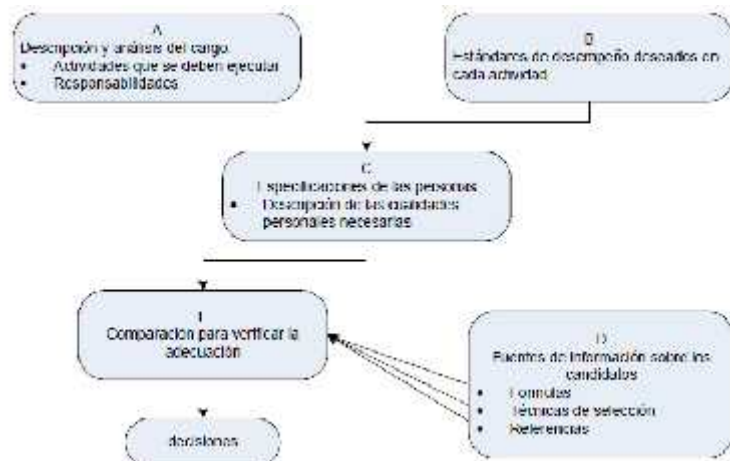 A
Descripción y análisis del cargo
• Actividades que se deben ejecutar
• Responsabilidades
B
Estándares de desempeño deseados en
cada actividad
C
Especificaciones de las personas
• Descripción de las cualidades
personales necesarias
Comparación para verificar la
adecuación
D
Fuentes de información sobre los
candidatos
• Formulas
• Técnicas de selección
• Referencias
decisiones